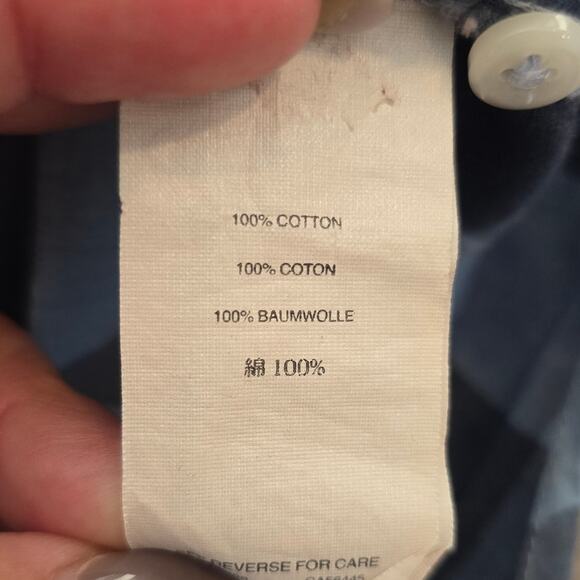 100% COTTON
100% COTON
100% BAUMWOLLE
綿 100%
REVERSE FOR CARE